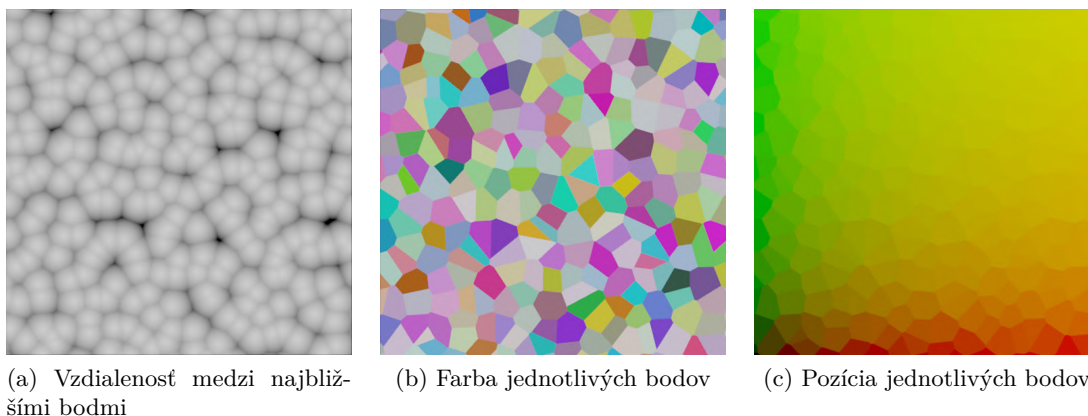 (a) Vzdialenosť medzi najbliž-
šími bodmi
(b) Farba jednotlivých bodov
(c) Pozícia jednotlivých bodov